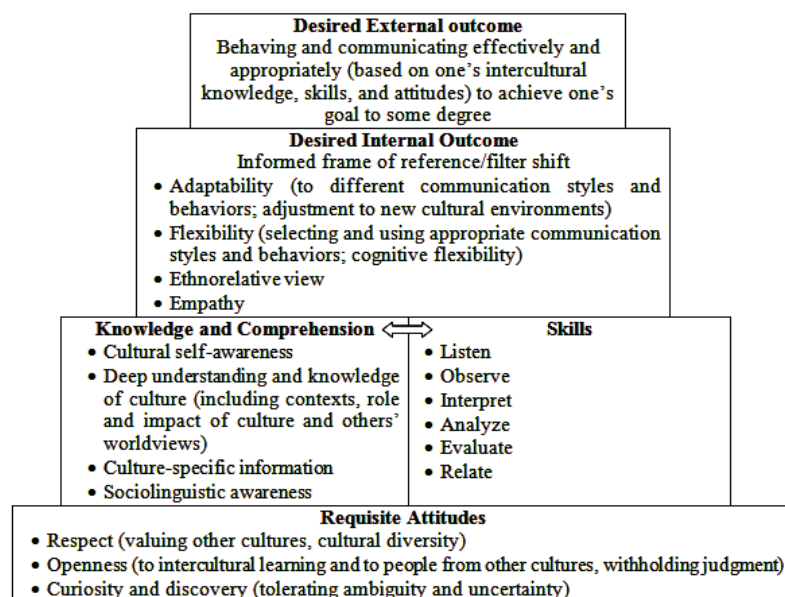 Desired External outcome
Behaving and communicating effectively and
appropriately (based on one's intercultural
knowledge, skills, and attitudes) to achieve one's
goal to some degree
Desired Internal Outcome
Informed frame of reference/filter shift
• Adaptability (to different communication styles and
behaviors; adjustment to new cultural environments)
• Flexibility (selecting and using appropriate communication
styles and behaviors; cognitive flexibility)
• Ethnorelative view
• Empathy
Knowledge and Comprehension
• Cultural self-awareness
• Deep understanding and knowledge
of culture (including contexts, role
and impact of culture and others'
worldviews)
• Culture-specific information
• Sociolinguistic awareness
Skills
• Listen
• Observe
• Interpret
• Analyze
• Evaluate
• Relate
Requisite Attitudes
• Respect (valuing other cultures, cultural diversity)
• Openness (to intercultural learning and to people from other cultures, withholding judgment)
• Curiosity and discovery (tolerating ambiguity and uncertainty)